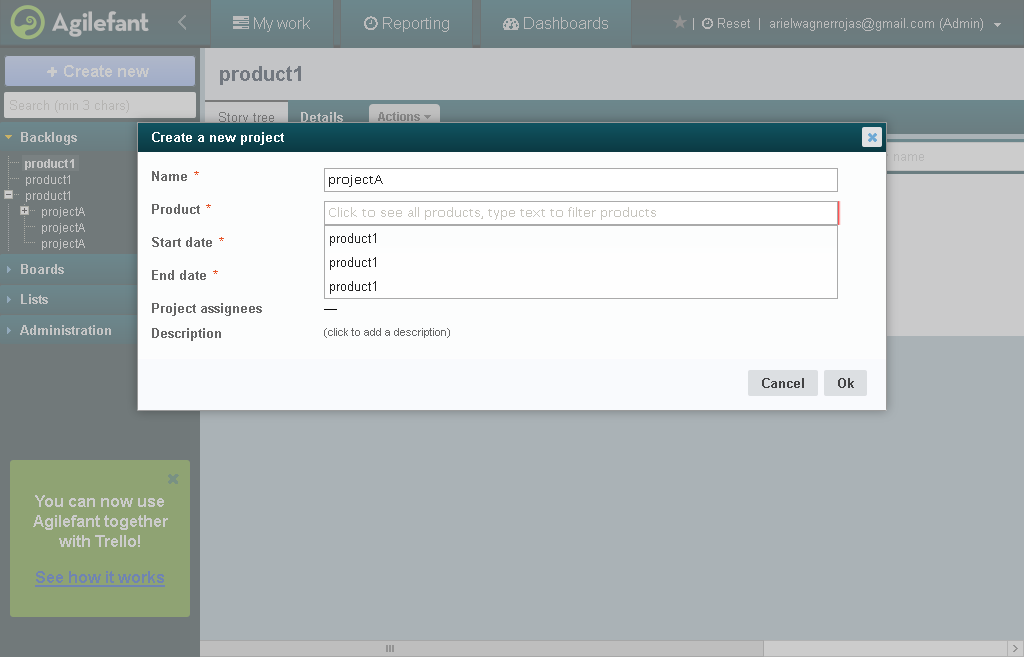 Agilefant
My work
Reporting
Dashboards
| Reset | arielwagnerrojas@gmail.com (Admin)
+ Create new
Search (min 3 chars)
Backlogs
product1
product1
product1
projectA
projectA
projectA
Boards
Lists
Administration
You can now use
Agilefant together
with Trello!
See how it works
product1
Story tree
Details
Actions
name
Create a new project
Name *
projectA
Product *
Click to see all products, type text to filter products
product1
product1
product1
Start date *
End date *
Project assignees
—
Description
(click to add a description)
Cancel
Ok